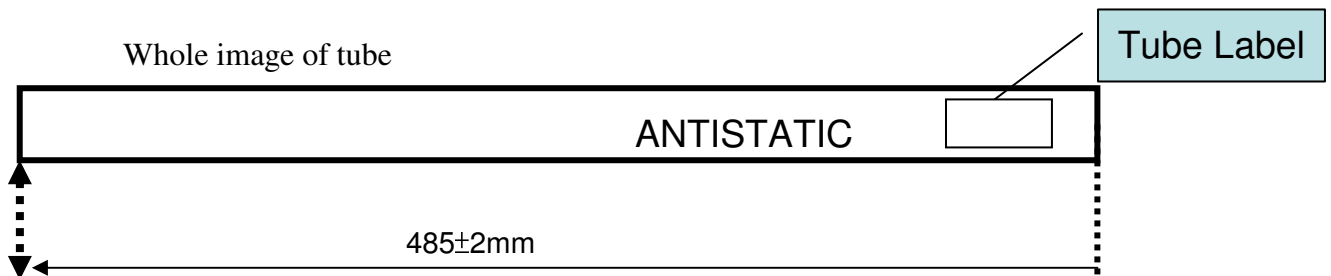 Tube Label
Whole image of tube
ANTISTATIC
485±2mm